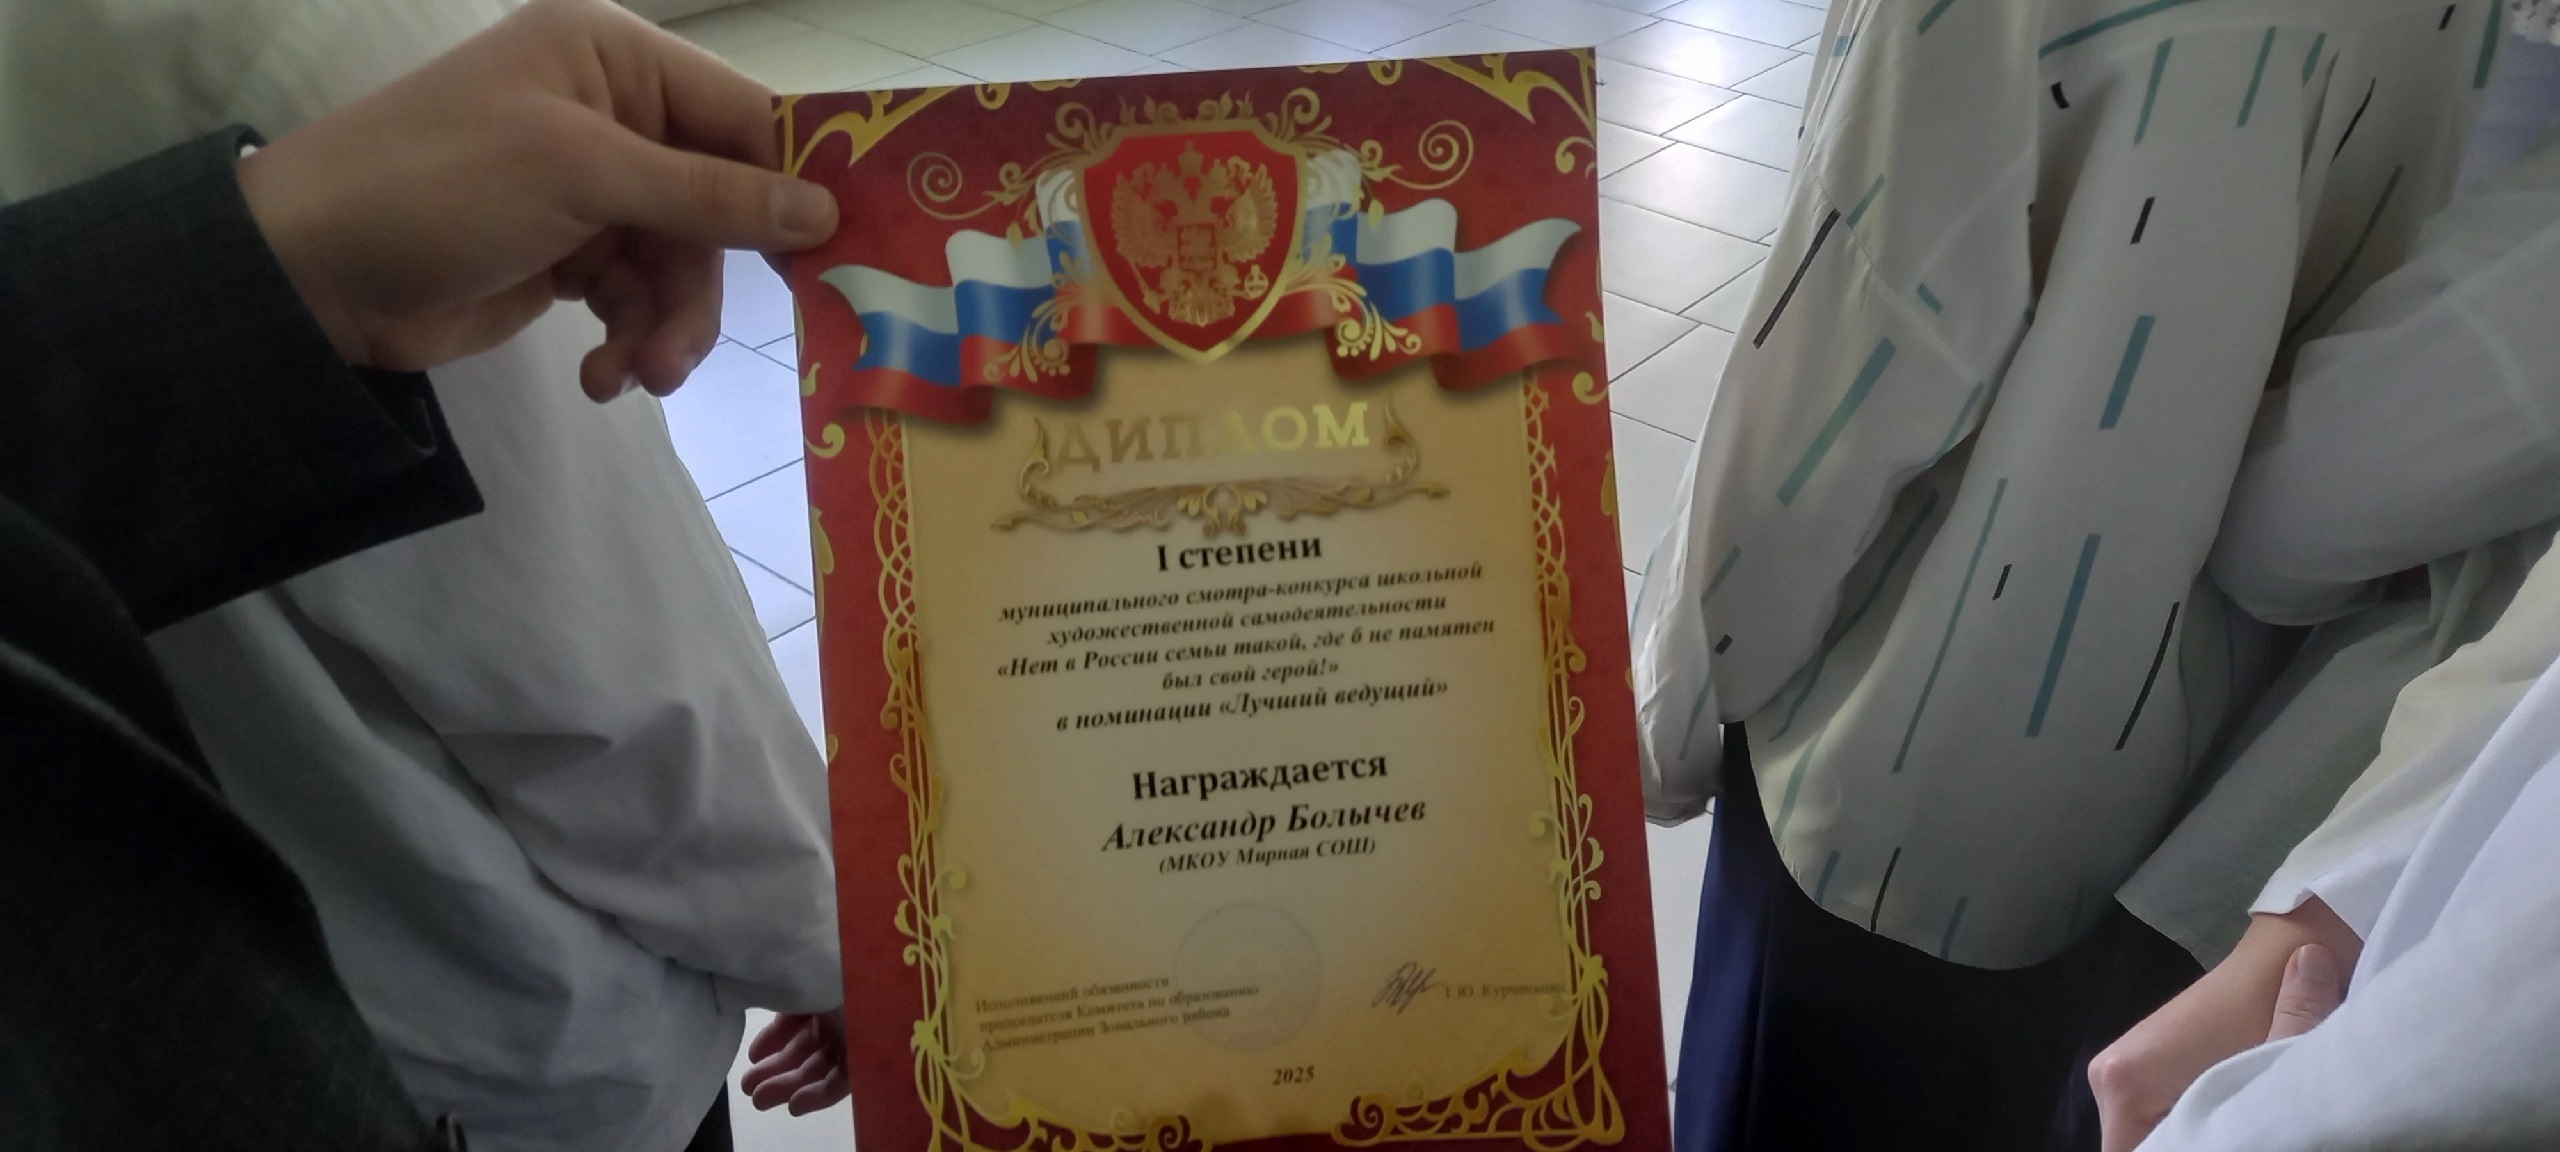 ДИПЛОМ
I степени
муниципального смотра-конкурса школьной
художественной самодеятельности
«Нет в России семьи такой, где б не памятен
был свой герой!»
в номинации «Лучший ведущий»
Награждается
Александр Болычев
(МКОУ Мирная СОШ)
Исполняющий обязанности
председателя Комитета по образованию
Администрации Зонального района
Ю. Курченкова
2025